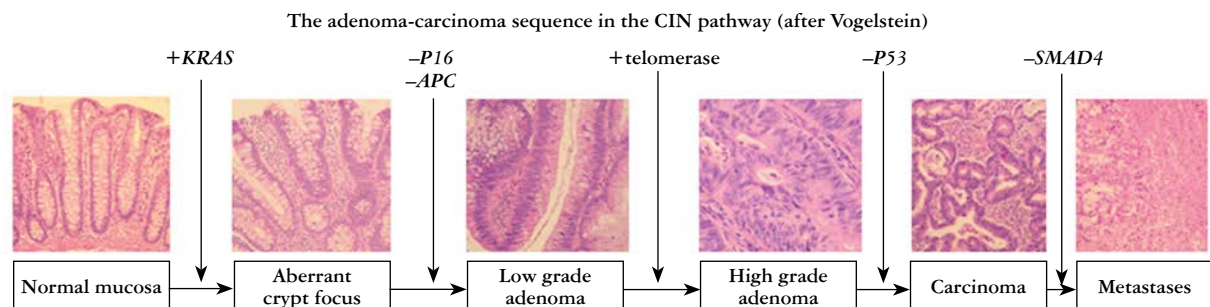 The adenoma-carcinoma sequence in the CIN pathway (after Vogelstein)
+KRAS
–P16
–APC
+telomerase
–P53
–SMAD4
Normal mucosa
Aberrant
crypt focus
Low grade
adenoma
High grade
adenoma
Carcinoma
Metastases